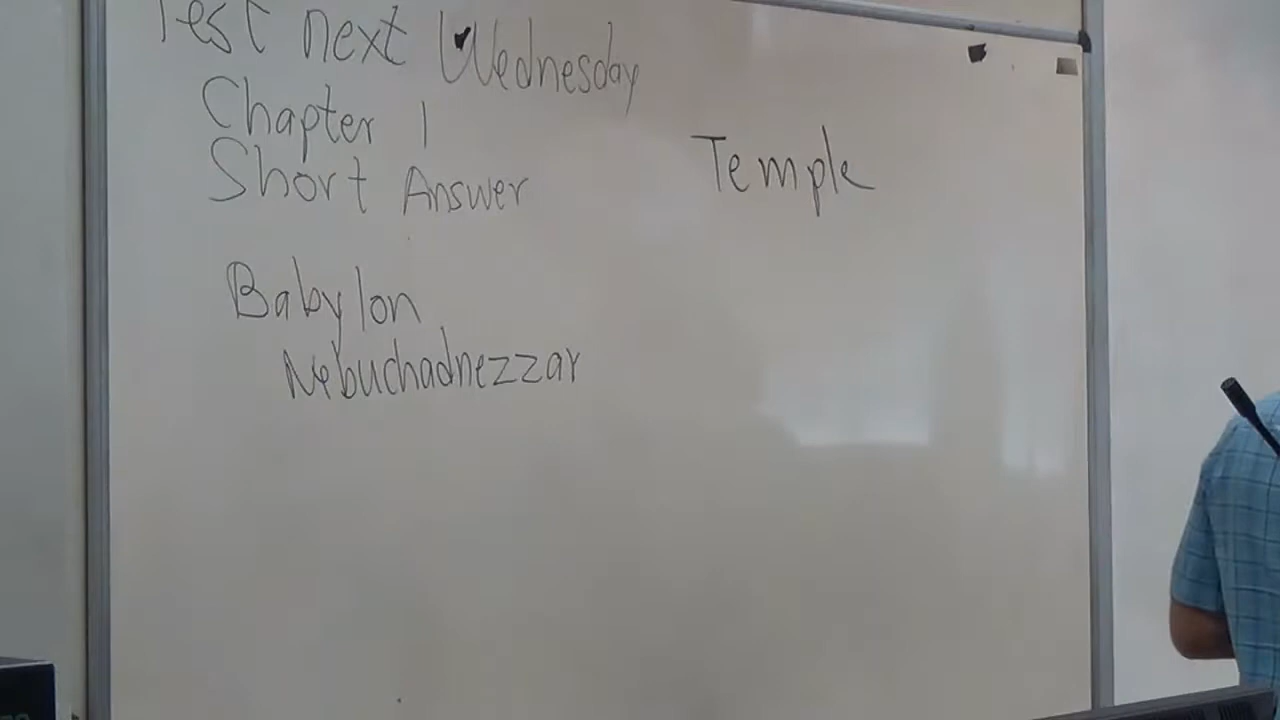 Test next Wednesday
Chapter 1
Short Answer
Temple
Babylon
Nebuchadnezzar